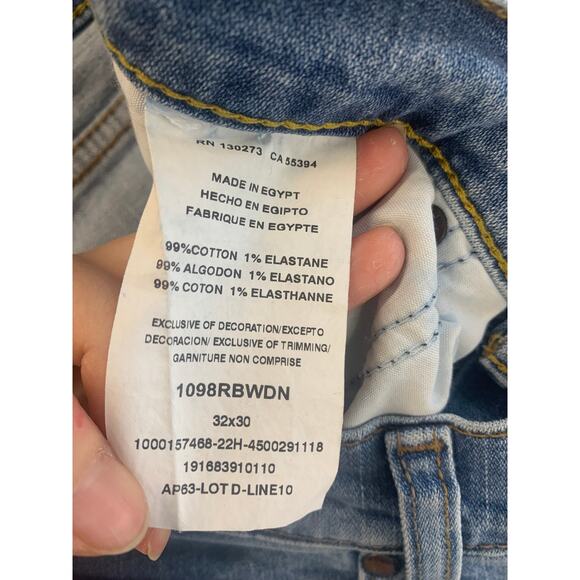 RN 130273 CA 55394
MADE IN EGYPT
HECHO EN EGIPTO
FABRIQUE EN EGYPTE
99%COTTON 1% ELASTANE
99% ALGODON 1% ELASTANO
99% COTON 1% ELASTHANNE
EXCLUSIVE OF DECORATION/EXCEPTO
DECORACION/ EXCLUSIVE OF TRIMMING/
GARNITURE NON COMPRISE
1098RBWDN
32x30
1000157468-22H-4500291118
191683910110
AP63-LOT D-LINE10